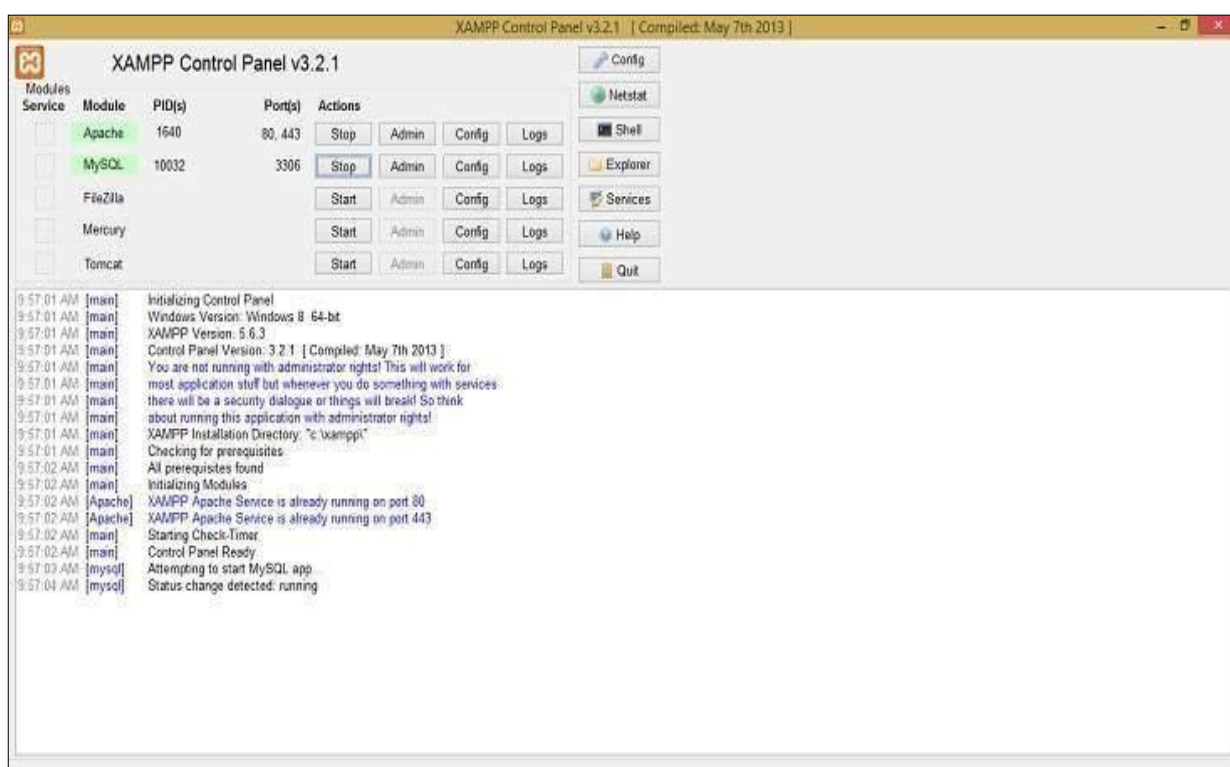 XAMPP Control Panel v3.2.1 [ Compiled: May 7th 2013 ]
XAMPP Control Panel v3.2.1
Config
Modules
Service Module PID(s) Port(s) Actions
Netstat
Apache 1640 80, 443 Stop Admin Config Logs
Shell
MySQL 10032 3306 Stop Admin Config Logs
Explorer
FileZilla Start Admin Config Logs
Services
Mercury Start Admin Config Logs
Help
Tomcat Start Admin Config Logs
Quit
9:57:01 AM [main] Initializing Control Panel
9:57:01 AM [main] Windows Version: Windows 8 64-bit
9:57:01 AM [main] XAMPP Version: 5.6.3
9:57:01 AM [main] Control Panel Version: 3.2.1 [ Compiled: May 7th 2013 ]
9:57:01 AM [main] You are not running with administrator rights! This will work for
9:57:01 AM [main] most application stuff but whenever you do something with services
9:57:01 AM [main] there will be a security dialogue or things will break! So think
9:57:01 AM [main] about running this application with administrator rights!
9:57:01 AM [main] XAMPP Installation Directory: "c:\xampp\"
9:57:01 AM [main] Checking for prerequisites
9:57:02 AM [main] All prerequisites found
9:57:02 AM [main] Initializing Modules
9:57:02 AM [Apache] XAMPP Apache Service is already running on port 80
9:57:02 AM [Apache] XAMPP Apache Service is already running on port 443
9:57:02 AM [main] Starting Check-Timer
9:57:02 AM [main] Control Panel Ready
9:57:03 AM [mysql] Attempting to start MySQL app...
9:57:04 AM [mysql] Status change detected: running